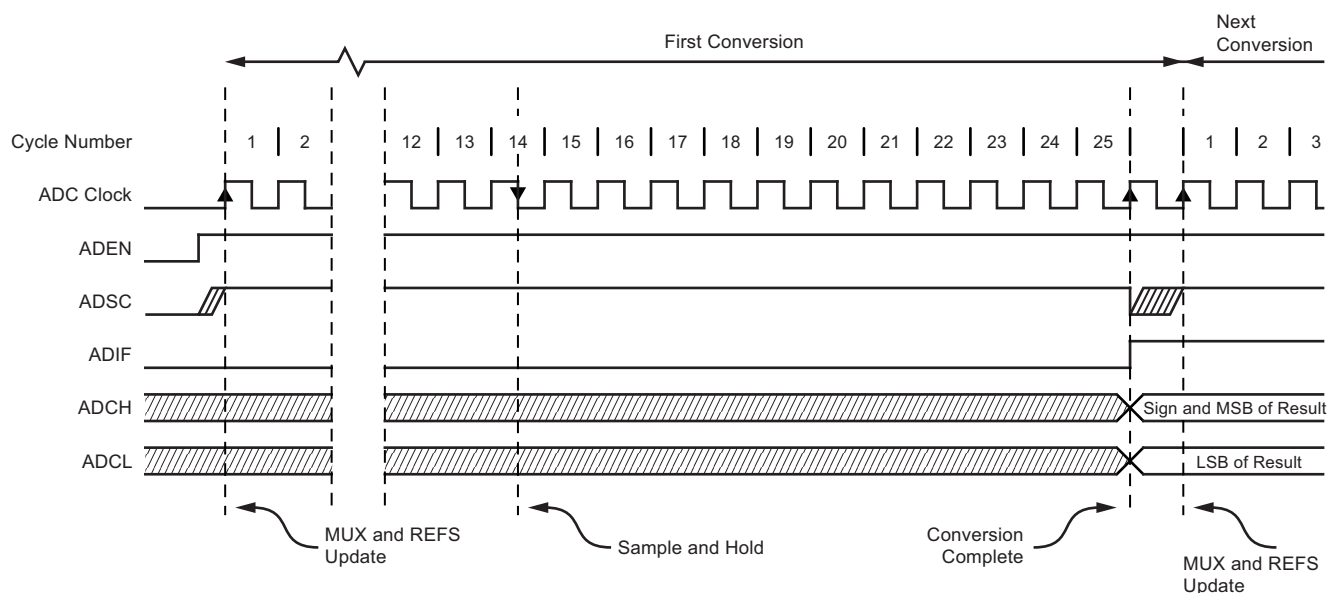 First Conversion
Next
Conversion
Cycle Number 1 2 12 13 14 15 16 17 18 19 20 21 22 23 24 25 1 2 3
ADC Clock
ADEN
ADSC
ADIF
ADCH Sign and MSB of Result
ADCL LSB of Result
MUX and REFS
Update
Sample and Hold
Conversion
Complete
MUX and REFS
Update